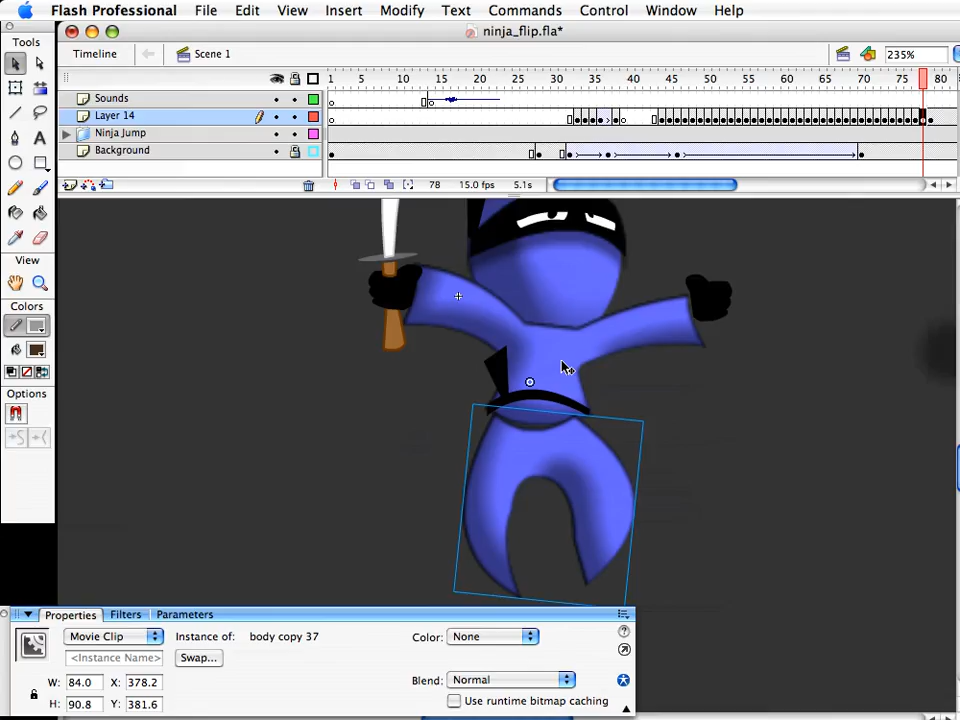 Flash Professional File Edit View Insert Modify Text Commands Control Window Help
ninja_flip.fla*
Tools
Timeline Scene 1 235%
1 5 10 15 20 25 30 35 40 45 50 55 60 65 70 75 80
Sounds
Layer 14
Ninja Jump
Background
78 15.0 fps 5.1s
A
View
Colors
Options
Properties Filters Parameters
Movie Clip Instance of: body copy 37 Color: None
<Instance Name> Swap...
W: 84.0 X: 378.2 Blend: Normal
H: 90.8 Y: 381.6 Use runtime bitmap caching